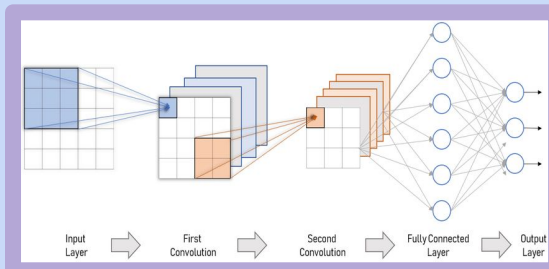 Input Layer
First Convolution
Second Convolution
Fully Connected Layer
Output Layer